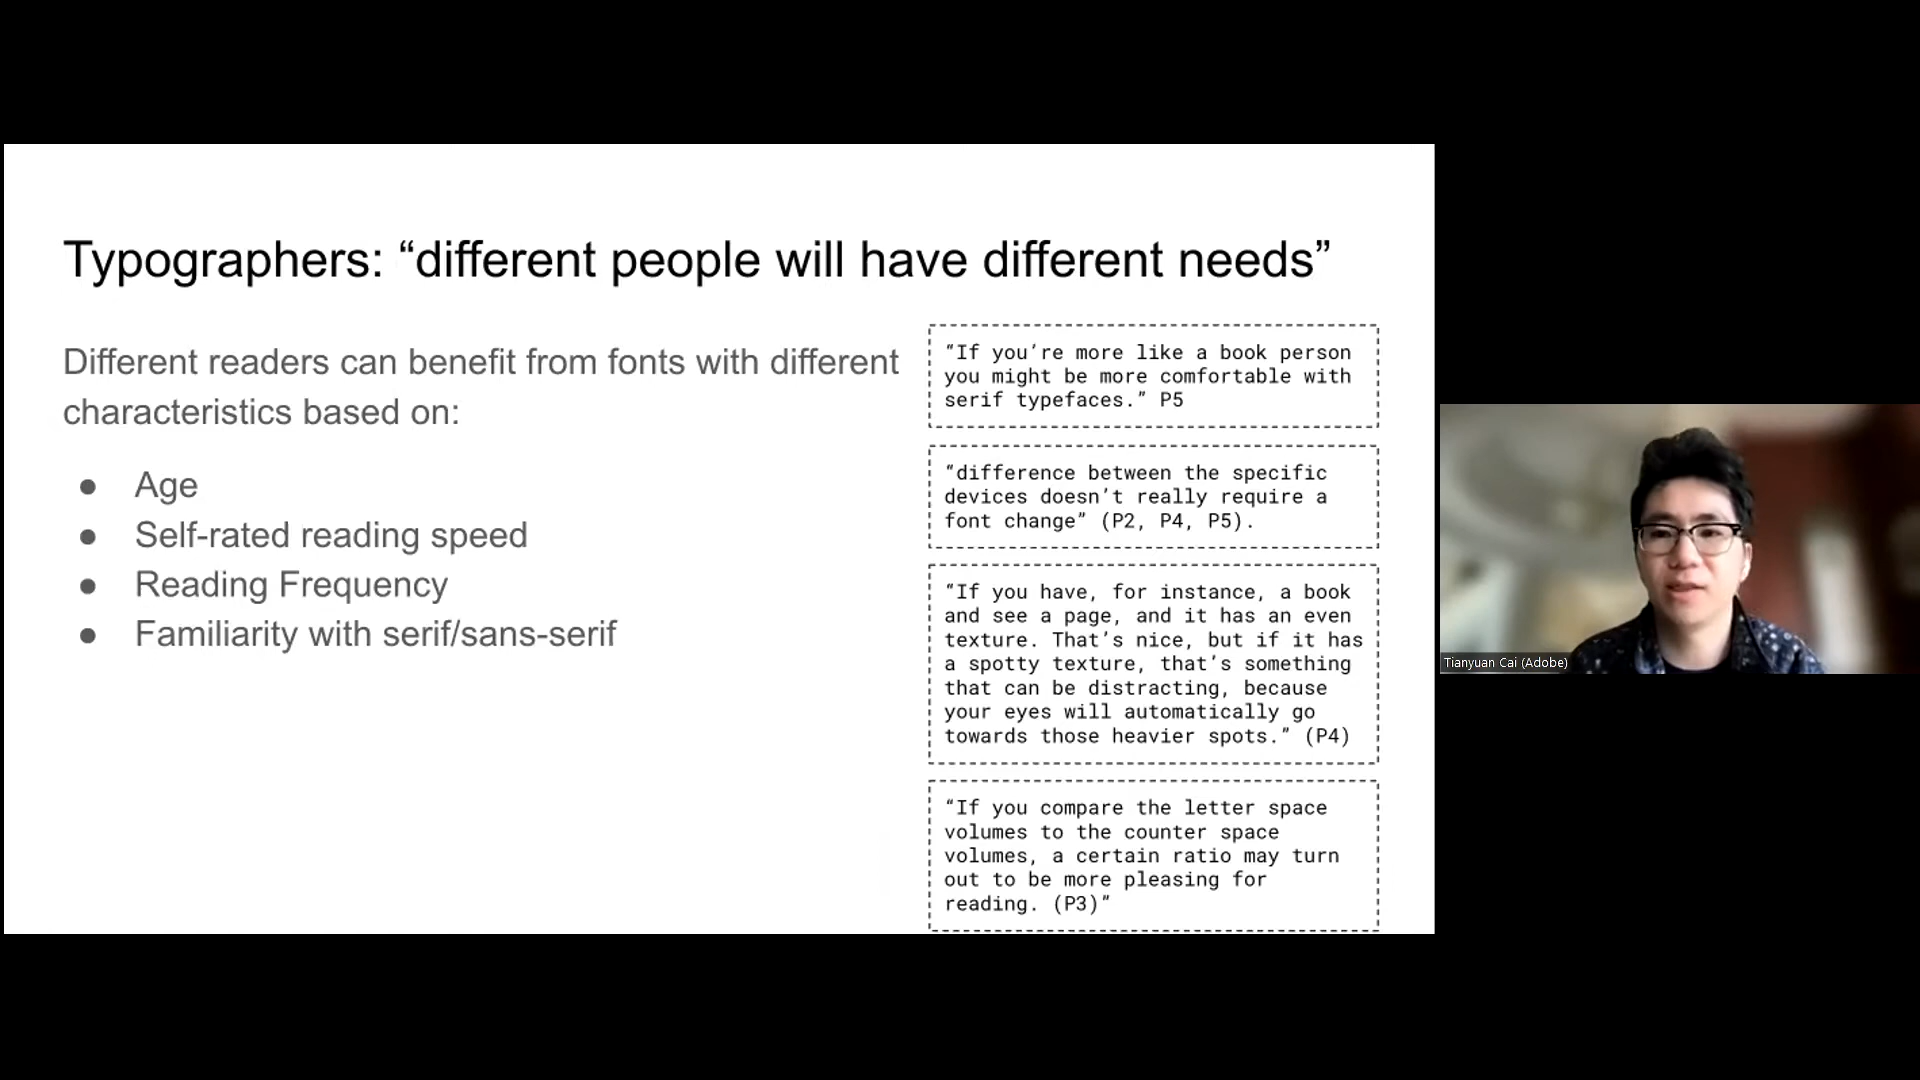 Typographers: “different people will have different needs”
Different readers can benefit from fonts with different
characteristics based on:
● Age
● Self-rated reading speed
● Reading Frequency
● Familiarity with serif/sans-serif
“If you’re more like a book person
you might be more comfortable with
serif typefaces.” P5
“difference between the specific
devices doesn’t really require a
font change” (P2, P4, P5).
“If you have, for instance, a book
and see a page, and it has an even
texture. That’s nice, but if it has
a spotty texture, that’s something
that can be distracting, because
your eyes will automatically go
towards those heavier spots.” (P4)
“If you compare the letter space
volumes to the counter space
volumes, a certain ratio may turn
out to be more pleasing for
reading. (P3)”
Tianyuan Cai (Adobe)